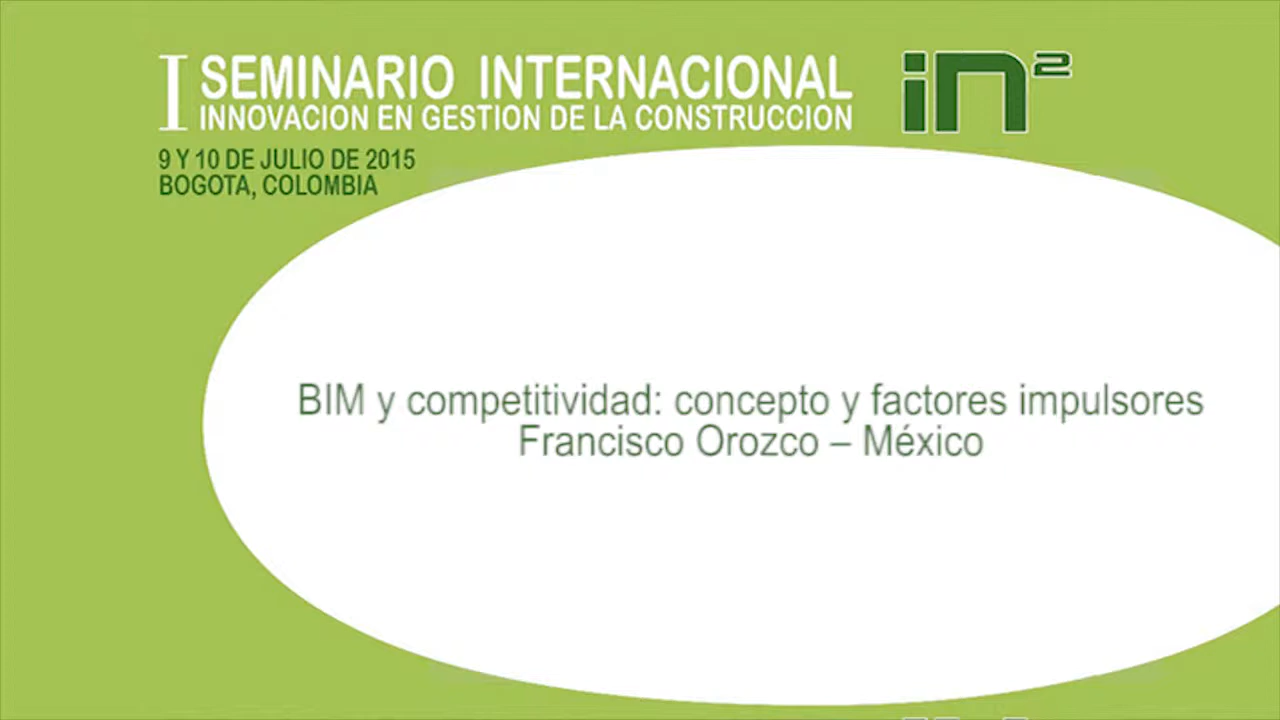 I SEMINARIO INTERNACIONAL
INNOVACION EN GESTION DE LA CONSTRUCCION
in²
9 Y 10 DE JULIO DE 2015
BOGOTA, COLOMBIA
BIM y competitividad: concepto y factores impulsores
Francisco Orozco – México